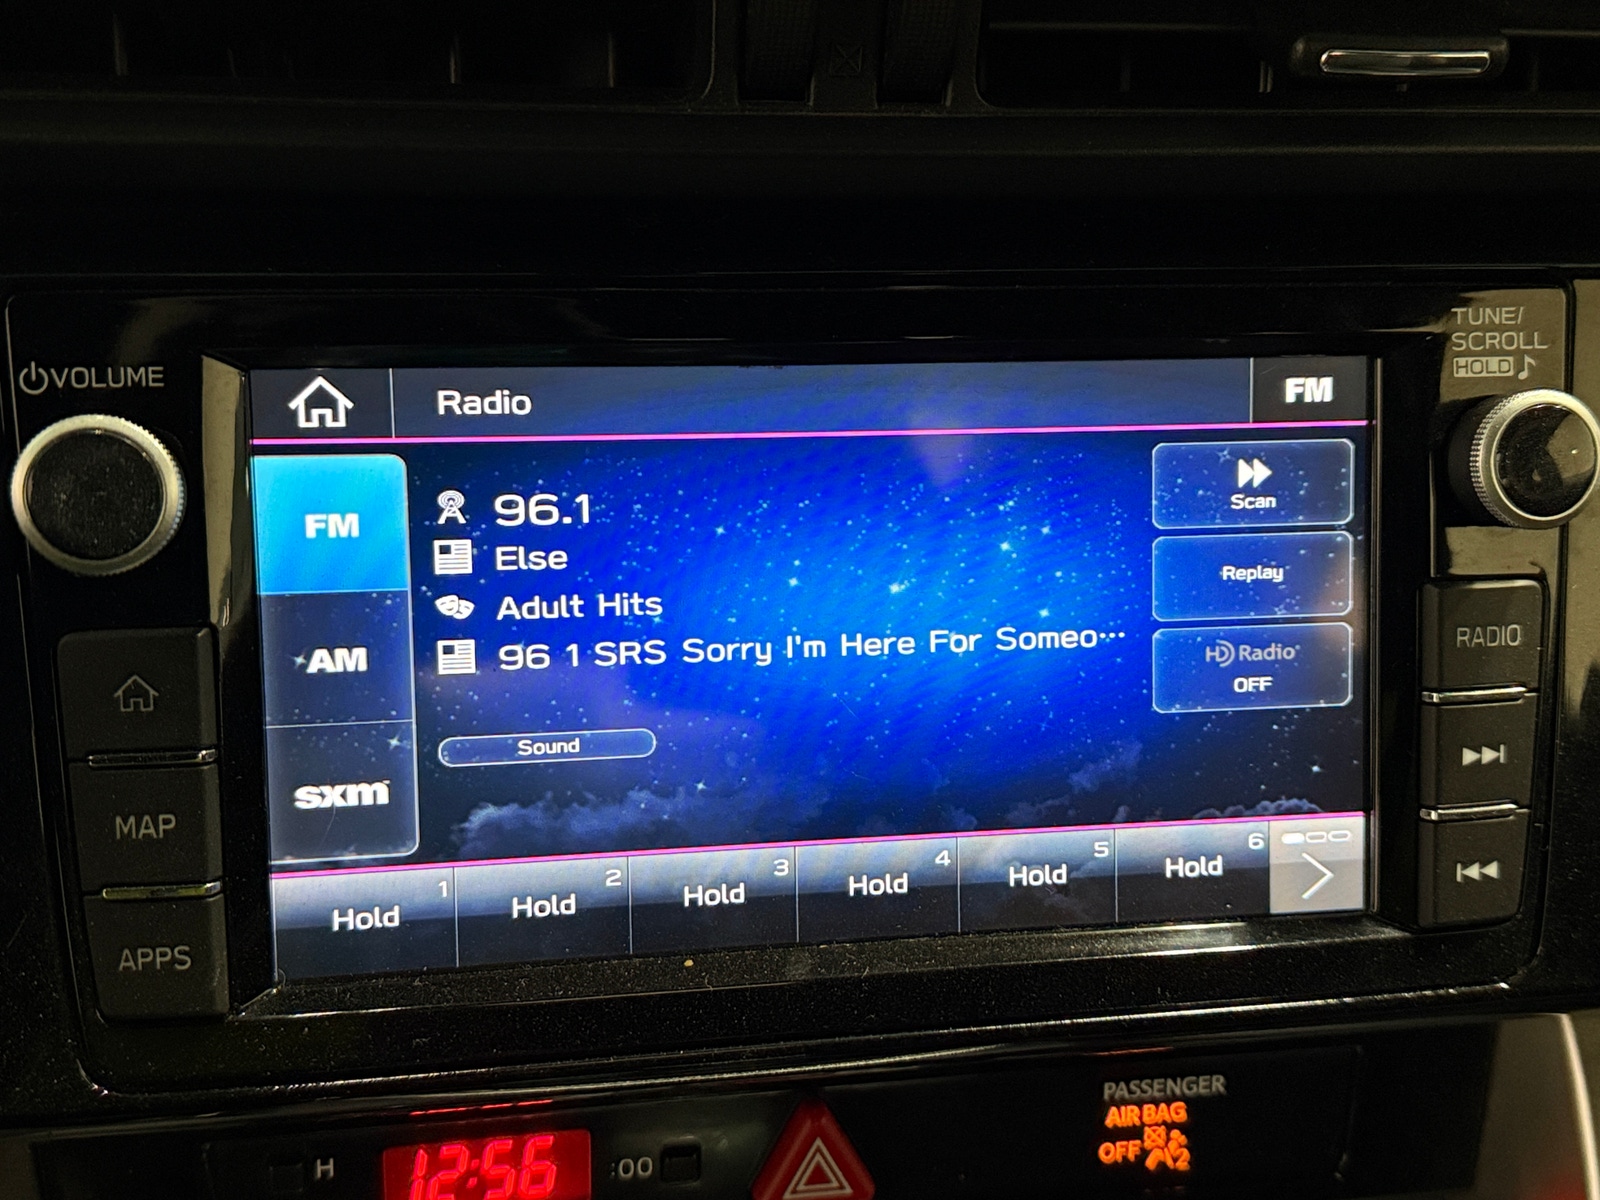 VOLUME
TUNE/
SCROLL
HOLD
Radio
FM
FM
AM
sxm
96.1
Else
Adult Hits
96 1 SRS Sorry I'm Here For Someo…
Sound
Scan
Replay
HD Radio
OFF
1
Hold
2
Hold
3
Hold
4
Hold
5
Hold
6
Hold
MAP
APPS
RADIO
H
12:56
:00
PASSENGER
AIR BAG
OFF 2